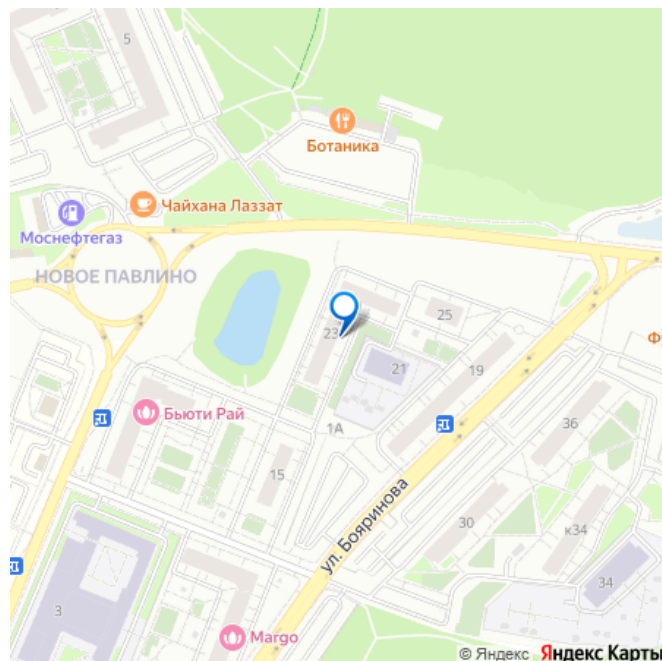 5
Ботаника
Чайхана Лаззат
Моснефтегаз
НОВОЕ ПАВЛИНО
25
23
21
19
Бьюти Рай
1А
36
15
ул. Бояринова
30
к34
34
3
Margo
© Яндекс Яндекс Карты